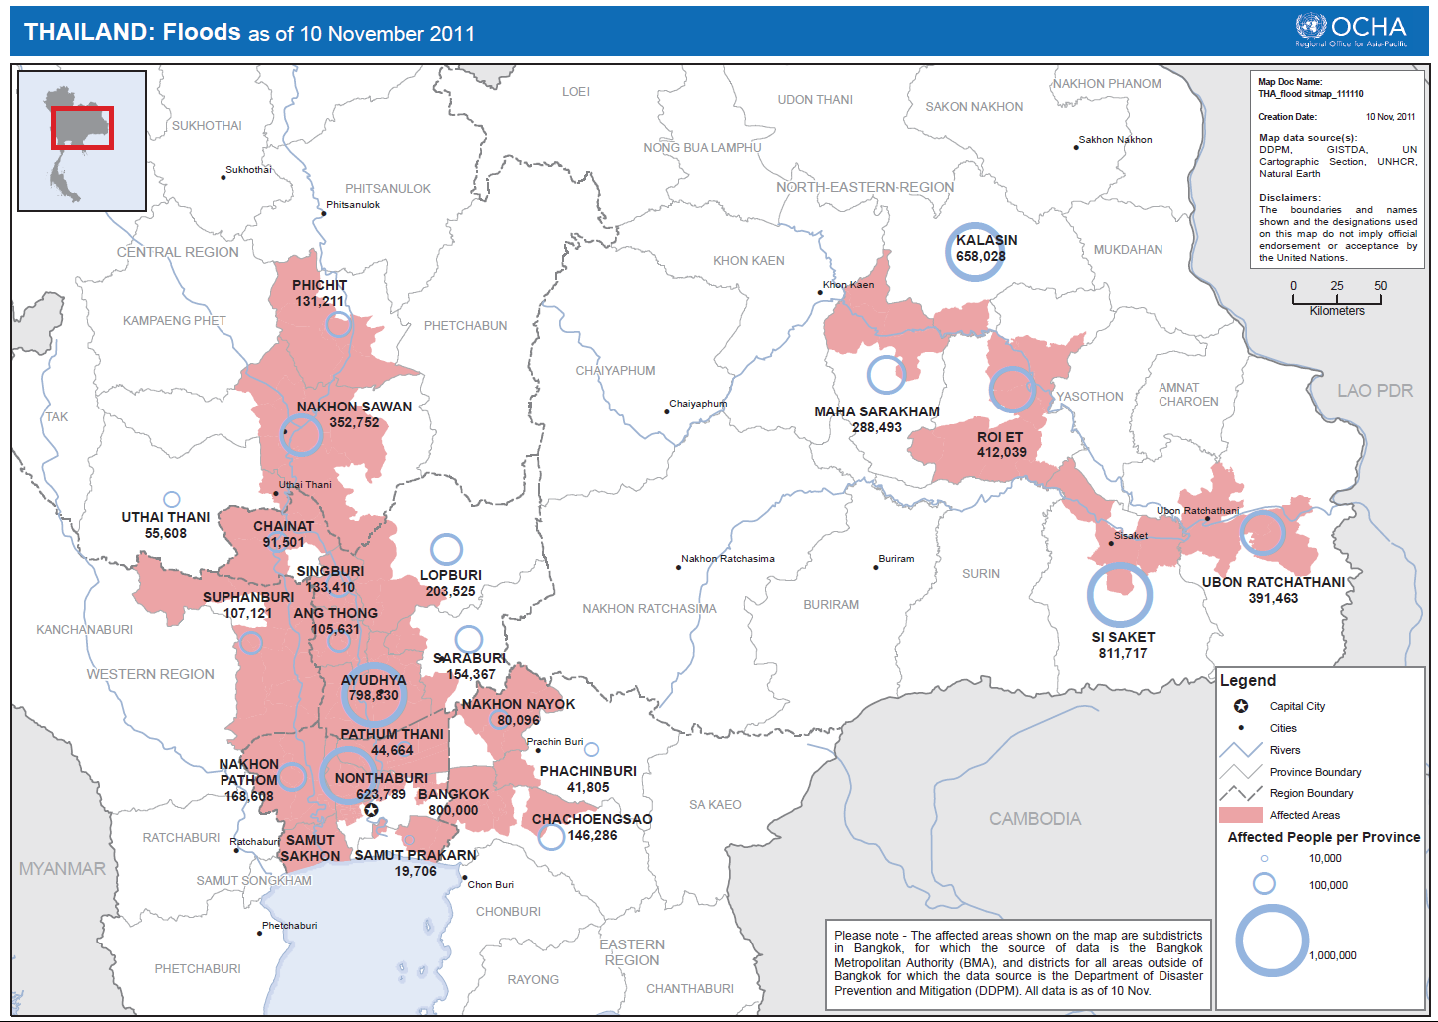 THAILAND: Floods as of 10 November 2011
OCHA
Regional Office for Asia-Pacific
Map Doc Name:
THA_flood sitmap_111110
Creation Date: 10 Nov, 2011
Map data source(s):
DDPM, GISTDA, UN
Cartographic Section, UNHCR,
Natural Earth
Disclaimers:
The boundaries and names
shown and the designations used
on this map do not imply official
endorsement or acceptance by
the United Nations.
0 25 50
Kilometers
LOEI
UDON THANI
NAKHON PHANOM
SAKON NAKHON
SUKHOTHAI
Sakhon Nakhon
NONG BUA LAMPHU
Sukhothai
PHITSANULOK
NORTH-EASTERN-REGION
Phitsanulok
CENTRAL REGION
KHON KAEN
KALASIN
658,028
MUKDAHAN
PHICHIT
131,211
Khon Kaen
KAMPAENG PHET
PHETCHABUN
CHAIYAPHUM
TAK
NAKHON SAWAN
352,752
Chaiyaphum
MAHA SARAKHAM
288,493
YASOTHON
AMNAT
CHAROEN
LAO PDR
ROI ET
412,039
Uthai Thani
UTHAI THANI
55,608
CHAINAT
91,501
Ubon Ratchathani
Sisaket
SINGBURI
133,410
LOPBURI
203,525
Nakhon Ratchasima
Buriram
SURIN
UBON RATCHATHANI
391,463
SUPHANBURI
107,121
ANG THONG
105,631
NAKHON RATCHASIMA
BURIRAM
KANCHANABURI
SI SAKET
811,717
WESTERN REGION
SARABURI
154,367
AYUDHYA
798,830
NAKHON NAYOK
80,096
PATHUM THANI
44,664
Prachin Buri
NAKHON
PATHOM
168,608
NONTHABURI
623,789
BANGKOK
800,000
PHACHINBURI
41,805
SA KAEO
CHACHOENGSAO
146,286
CAMBODIA
RATCHABURI
Ratchaburi
SAMUT
SAKHON
SAMUT PRAKARN
19,706
MYANMAR
SAMUT SONGKHAM
Chon Buri
CHONBURI
Phetchaburi
PHETCHABURI
EASTERN
REGION
RAYONG
CHANTHABURI
Legend
Capital City
Cities
Rivers
Province Boundary
Region Boundary
Affected Areas
Affected People per Province
10,000
100,000
1,000,000
Please note - The affected areas shown on the map are subdistricts
in Bangkok, for which the source of data is the Bangkok
Metropolitan Authority (BMA), and districts for all areas outside of
Bangkok for which the data source is the Department of Disaster
Prevention and Mitigation (DDPM). All data is as of 10 Nov.